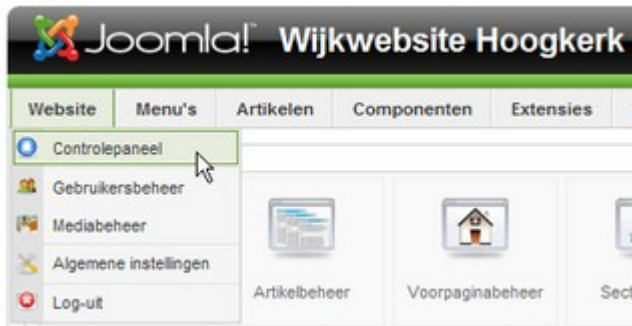 Joomla! Wijkwebsite Hoogkerk
Website Menu's Artikelen Componenten Extensies
Controlepaneel
Gebruikersbeheer
Mediabeheer
Algemene instellingen
Log-uit
Artikelbeheer Voorpaginabeheer Sect